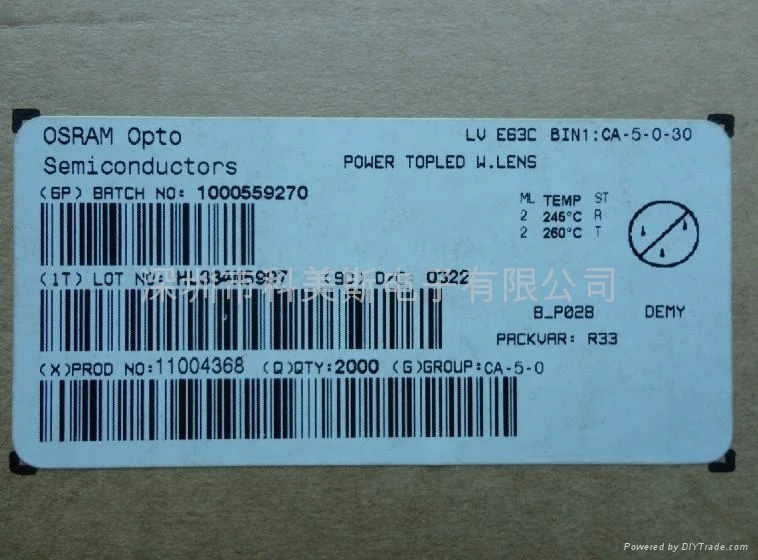 OSRAM Opto
Semiconductors
LV E63C BIN1:CA-5-0-30
POWER TOPLED W.LENS
(6P) BATCH NO: 1000559270
ML TEMP ST
2 245°C R
2 260°C T
(1T) LOT NO: (9D) D/C: 0322
深圳市科美斯电子有限公司
B_P028 DEMY
PACKVAR: R33
(X)PROD NO:11004368 (Q)QTY:2000 (G)GROUP:CA-5-0
Powered by DIYTrade.com